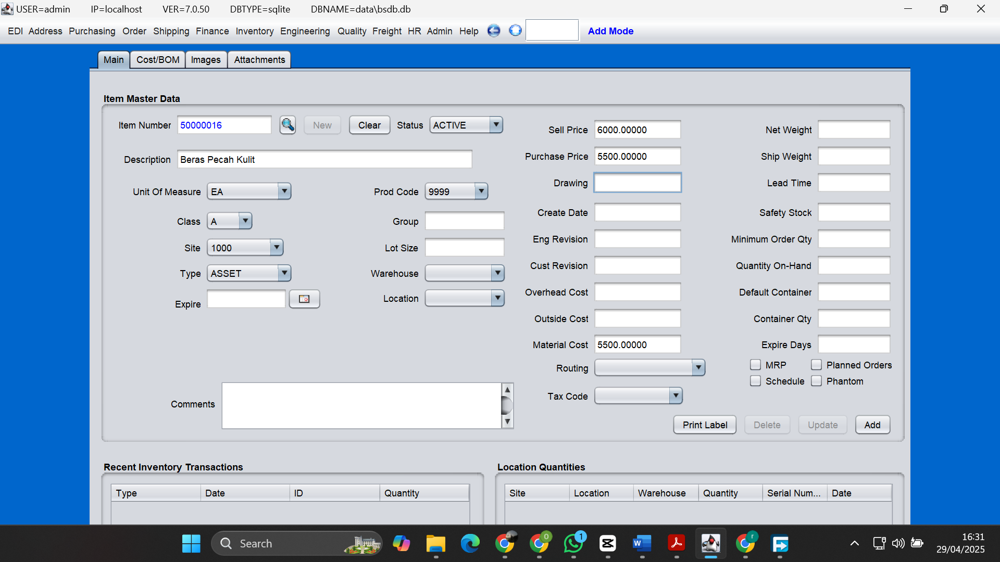 USER=admin IP=localhost VER=7.0.50 DBTYPE=sqlite DBNAME=data\bsdb.db
EDI Address Purchasing Order Shipping Finance Inventory Engineering Quality Freight HR Admin Help Add Mode
Main Cost/BOM Images Attachments
Item Master Data
Item Number 50000016 New Clear Status ACTIVE
Description Beras Pecah Kulit
Unit Of Measure EA
Class A
Site 1000
Type ASSET
Expire
Prod Code 9999
Group
Lot Size
Warehouse
Location
Comments
Sell Price 6000.00000
Purchase Price 5500.00000
Drawing
Create Date
Eng Revision
Cust Revision
Overhead Cost
Outside Cost
Material Cost 5500.00000
Routing
Tax Code
Net Weight
Ship Weight
Lead Time
Safety Stock
Minimum Order Qty
Quantity On-Hand
Default Container
Container Qty
Expire Days
MRP Planned Orders
Schedule Phantom
Print Label Delete Update Add
Recent Inventory Transactions
Type Date ID Quantity
Location Quantities
Site Location Warehouse Quantity Serial Num... Date
Search
0
1
W
r
16:31
29/04/2025